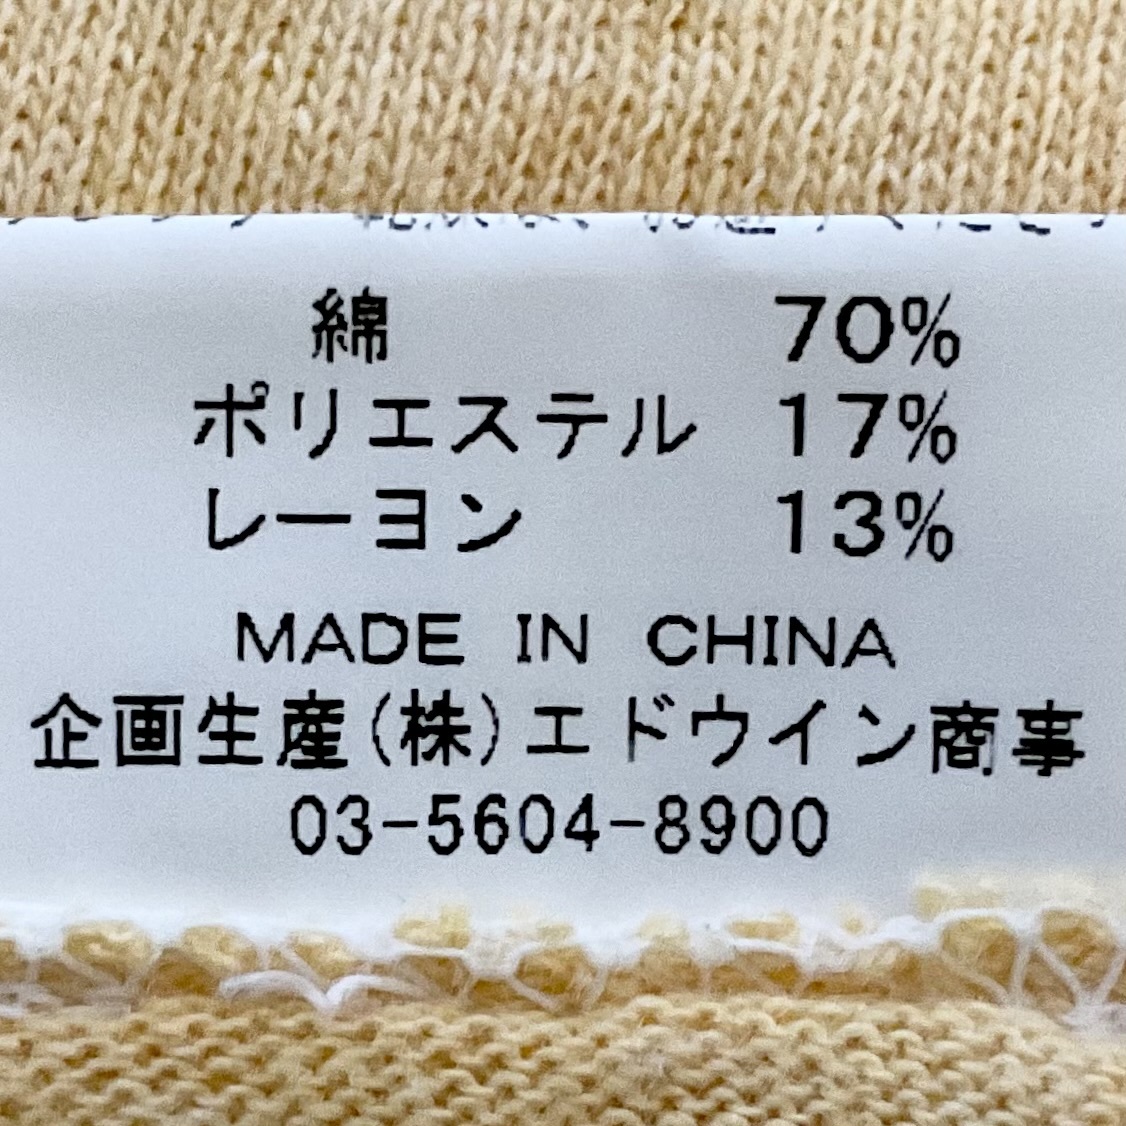 綿 70%
ポリエステル 17%
レーヨン 13%
MADE IN CHINA
企画生産(株)エドウイン商事
03-5604-8900